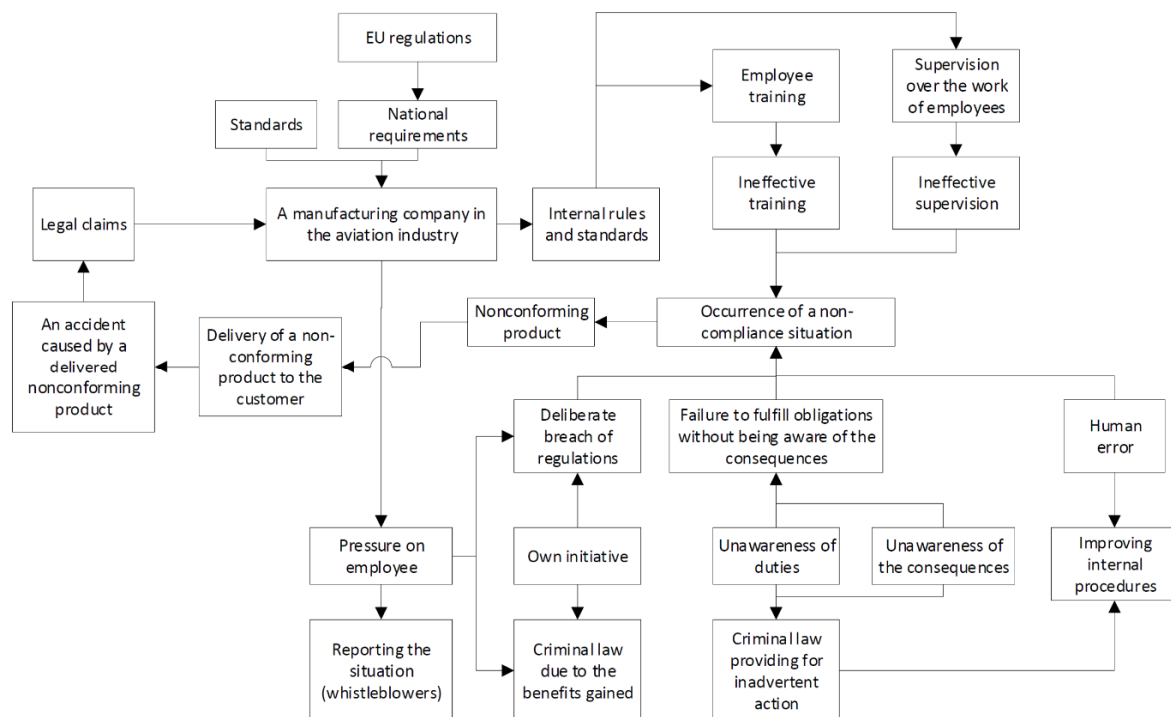 EU regulations
Employee
training
Supervision
over the work
of employees
Standards
National
requirements
Ineffective
training
Ineffective
supervision
Legal claims
A manufacturing company in
the aviation industry
Internal rules
and standards
An accident
caused by a
delivered
nonconforming
product
Delivery of a non-
conforming
product to the
customer
Nonconforming
product
Occurrence of a non-
compliance situation
Deliberate
breach of
regulations
Failure to fulfill obligations
without being aware of the
consequences
Human
error
Pressure on
employee
Own initiative
Unawareness of
duties
Unawareness of
the consequences
Improving
internal
procedures
Reporting the
situation
(whistleblowers)
Criminal law
due to the
benefits gained
Criminal law
providing for
inadvertent
action